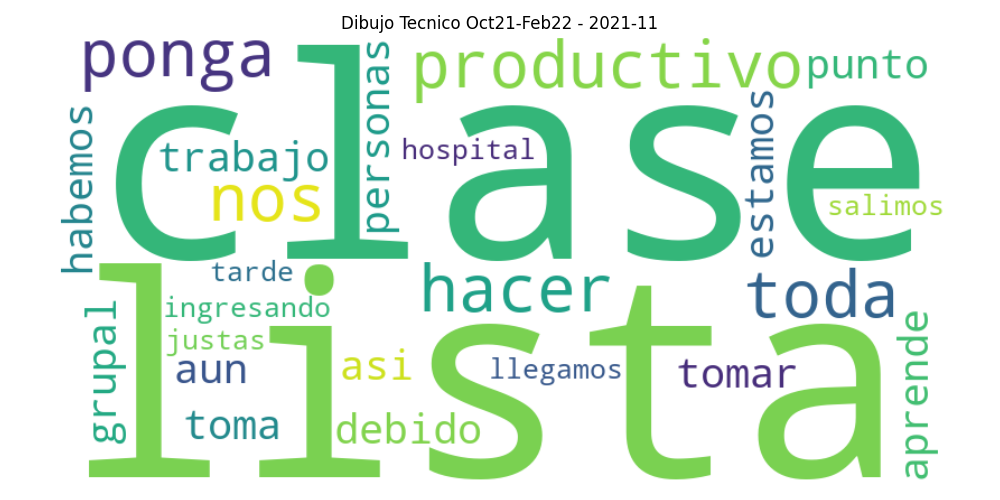 Dibujo Tecnico Oct21-Feb22 - 2021-11
ponga
productivo
punto
personas
clase
habemos
trabajo
hospital
estamos
nos
salimos
lista
tarde
hacer
toda
ingresando
justas
grupal
aun
asi
llegamos
tomar
aprende
toma
debido